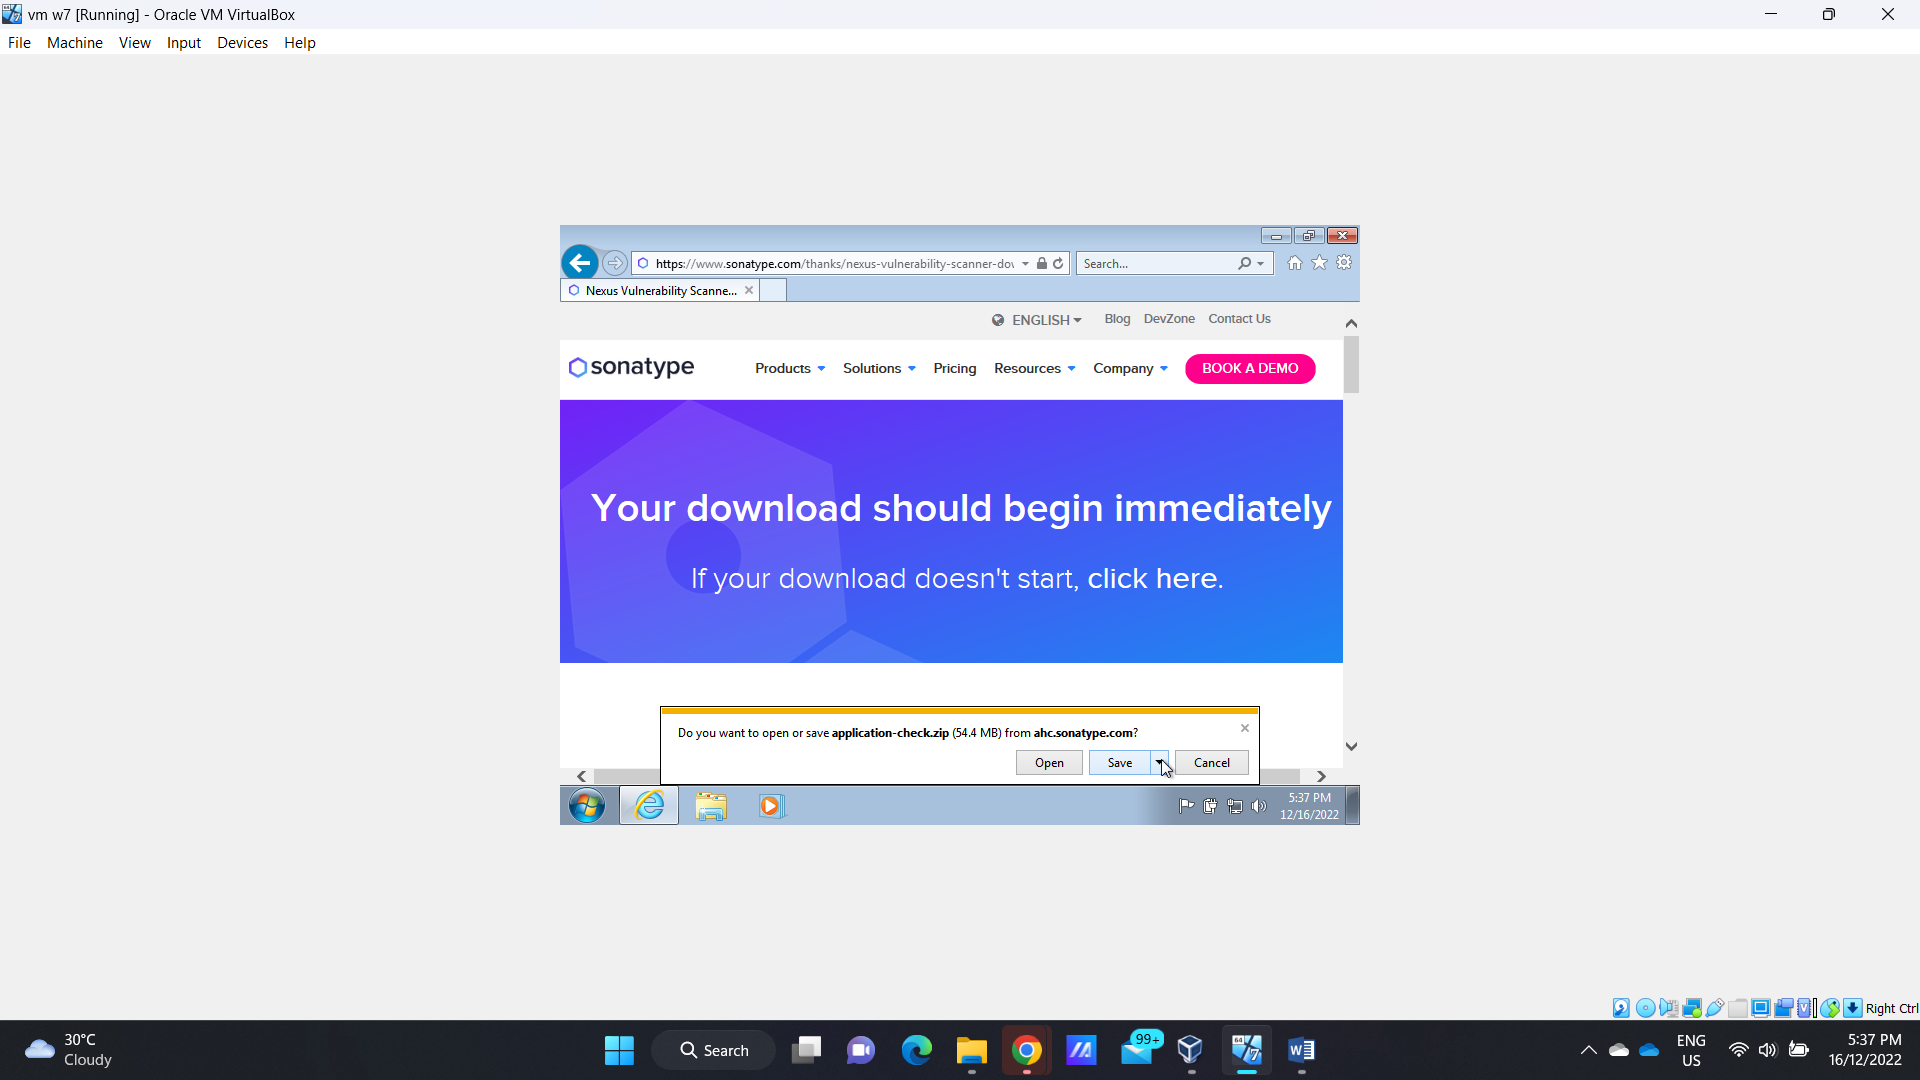 vm w7 [Running] - Oracle VM VirtualBox
File Machine View Input Devices Help
https://www.sonatype.com/thanks/nexus-vulnerability-scanner-dov
Search...
Nexus Vulnerability Scanne...
ENGLISH Blog DevZone Contact Us
sonatype Products Solutions Pricing Resources Company BOOK A DEMO
Your download should begin immediately
If your download doesn't start, click here.
Do you want to open or save application-check.zip (54.4 MB) from ahc.sonatype.com?
Open Save Cancel
5:37 PM
12/16/2022
Right Ctrl
30°C
Cloudy
Search
99+
64
7
W
ENG
US
5:37 PM
16/12/2022